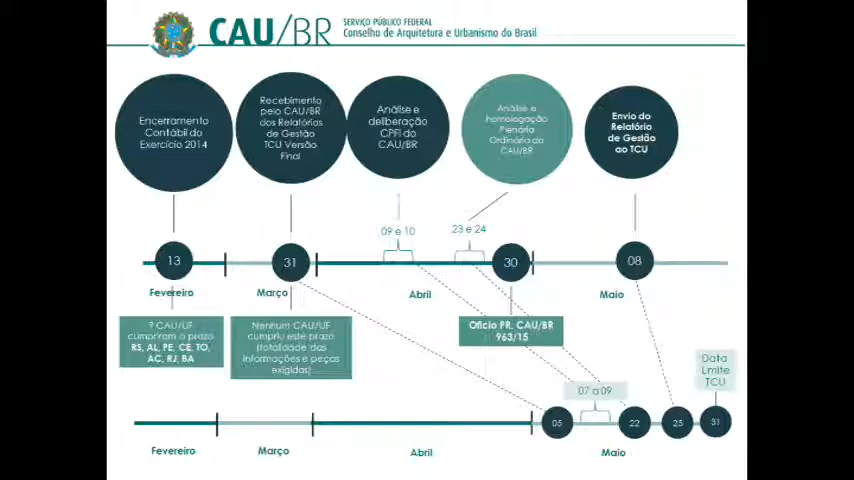 CAU/BR
SERVIÇO PÚBLICO FEDERAL
Conselho de Arquitetura e Urbanismo do Brasil
Encerramento
Contábil do
Exercício 2014
Recebimento
pelo CAU/BR
dos Relatórios
de Gestão
TCU Versão
Final
Análise e
deliberação
CPFI do
CAU/BR
Análise e
homologação
Plenária
Ordinária do
CAU/BR
Envio do
Relatório
de Gestão
ao TCU
09 e 10
23 e 24
13
31
30
08
Fevereiro
Março
Abril
Maio
9 CAU/UF
cumpriram o prazo
RS, AL, PE, CE, TO,
AC, RJ, BA
Nenhum CAU/UF
cumpriu este prazo
(totalidade das
informações e peças
exigidas)
Ofício PR. CAU/BR
963/15
Data
Limite
TCU
07 a 09
05
22
25
31
Fevereiro
Março
Abril
Maio